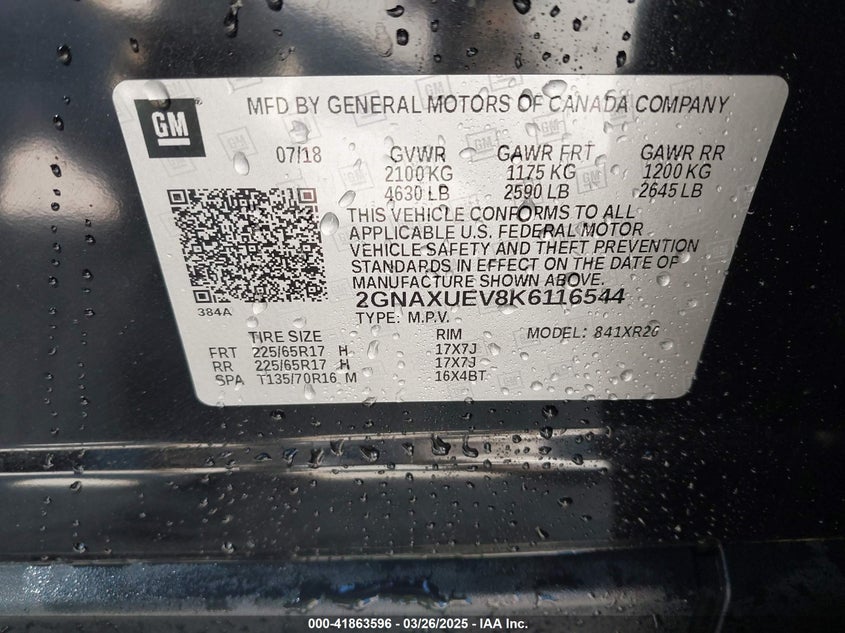 GM
MFD BY GENERAL MOTORS OF CANADA COMPANY
07/18 GVWR GAWR FRT GAWR RR
2100 KG 1175 KG 1200 KG
4630 LB 2590 LB 2645 LB
THIS VEHICLE CONFORMS TO ALL
APPLICABLE U.S. FEDERAL MOTOR
VEHICLE SAFETY AND THEFT PREVENTION
STANDARDS IN EFFECT ON THE DATE OF
MANUFACTURE SHOWN ABOVE.
2GNAXUEV8K6116544
384A
TYPE: M.P.V.
TIRE SIZE RIM MODEL: 841XR26
FRT 225/65R17 H 17X7J
RR 225/65R17 H 17X7J
SPA T135/70R16 M 16X4BT
000-41863596 - 03/26/2025 - IAA Inc.